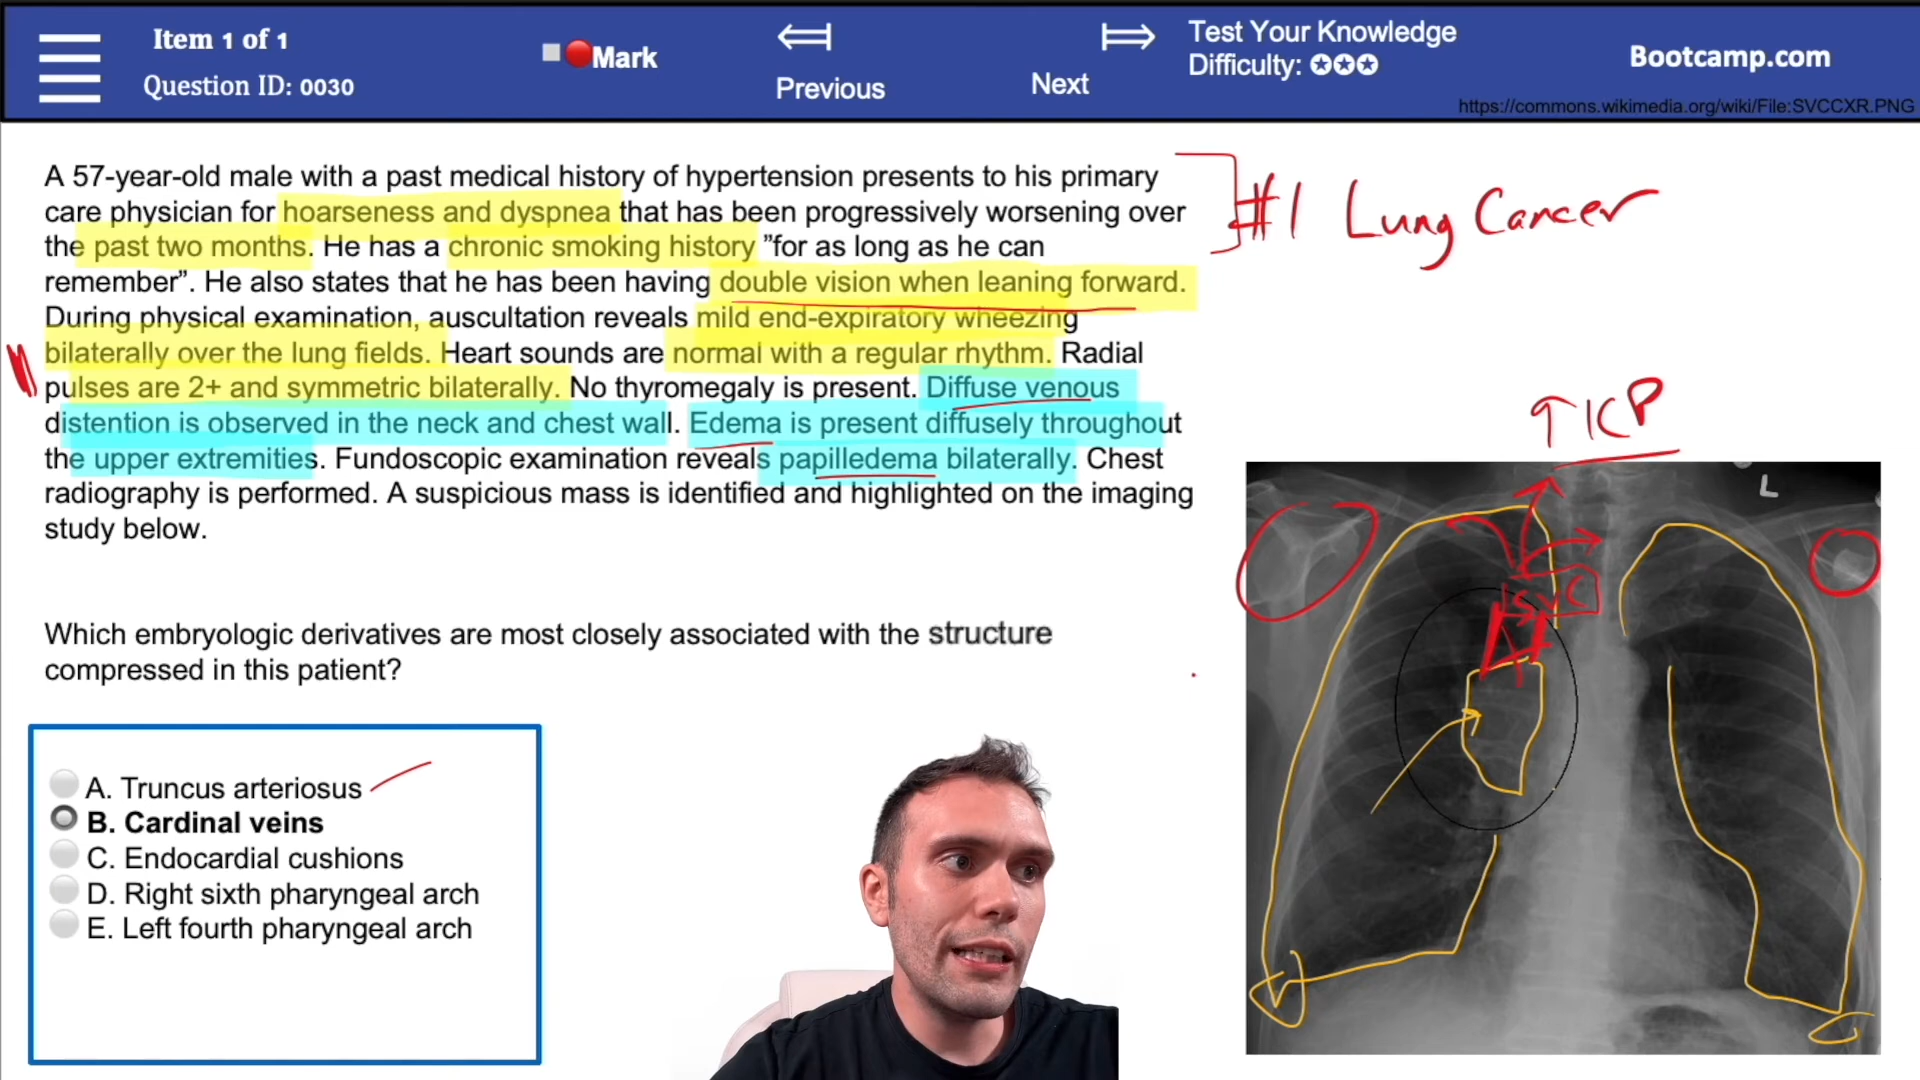 Item 1 of 1
Question ID: 0030
Mark
Previous
Next
Test Your Knowledge
Difficulty: ✪✪✪
Bootcamp.com
https://commons.wikimedia.org/wiki/File:SVCCXR.PNG
A 57-year-old male with a past medical history of hypertension presents to his primary
care physician for hoarseness and dyspnea that has been progressively worsening over
the past two months. He has a chronic smoking history ”for as long as he can
remember”. He also states that he has been having double vision when leaning forward.
During physical examination, auscultation reveals mild end-expiratory wheezing
bilaterally over the lung fields. Heart sounds are normal with a regular rhythm. Radial
pulses are 2+ and symmetric bilaterally. No thyromegaly is present. Diffuse venous
distention is observed in the neck and chest wall. Edema is present diffusely throughout
the upper extremities. Fundoscopic examination reveals papilledema bilaterally. Chest
radiography is performed. A suspicious mass is identified and highlighted on the imaging
study below.
#1 Lung Cancer
↑ICP
L
SVC
Which embryologic derivatives are most closely associated with the structure
compressed in this patient?
A. Truncus arteriosus
B. Cardinal veins
C. Endocardial cushions
D. Right sixth pharyngeal arch
E. Left fourth pharyngeal arch